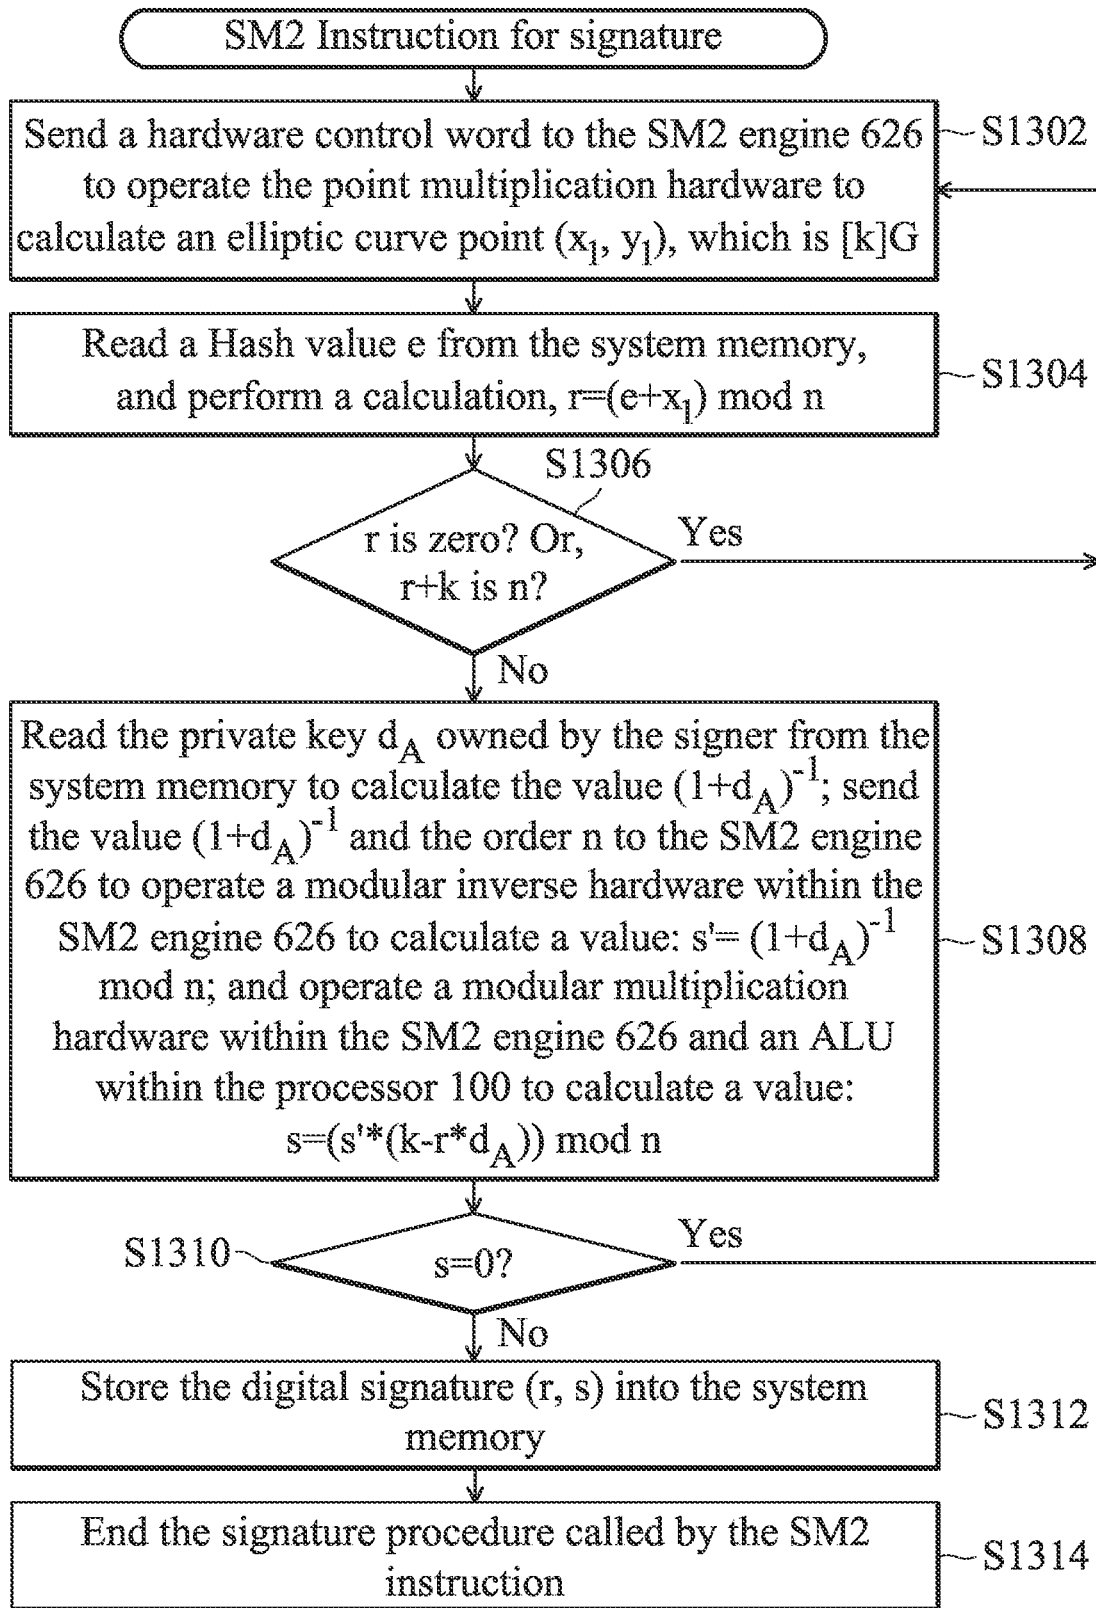 SM2 Instruction for signature
Send a hardware control word to the SM2 engine 626
to operate the point multiplication hardware to
calculate an elliptic curve point (x₁, y₁), which is [k]G
S1302
Read a Hash value e from the system memory,
and perform a calculation, r=(e+x₁) mod n
S1304
S1306
r is zero? Or,
r+k is n?
Yes
No
Read the private key d_A owned by the signer from the
system memory to calculate the value (1+d_A)⁻¹; send
the value (1+d_A)⁻¹ and the order n to the SM2 engine
626 to operate a modular inverse hardware within the
SM2 engine 626 to calculate a value: s'= (1+d_A)⁻¹
mod n; and operate a modular multiplication
hardware within the SM2 engine 626 and an ALU
within the processor 100 to calculate a value:
s=(s'*(k-r*d_A)) mod n
S1308
S1310
s=0?
Yes
No
Store the digital signature (r, s) into the system
memory
S1312
End the signature procedure called by the SM2
instruction
S1314